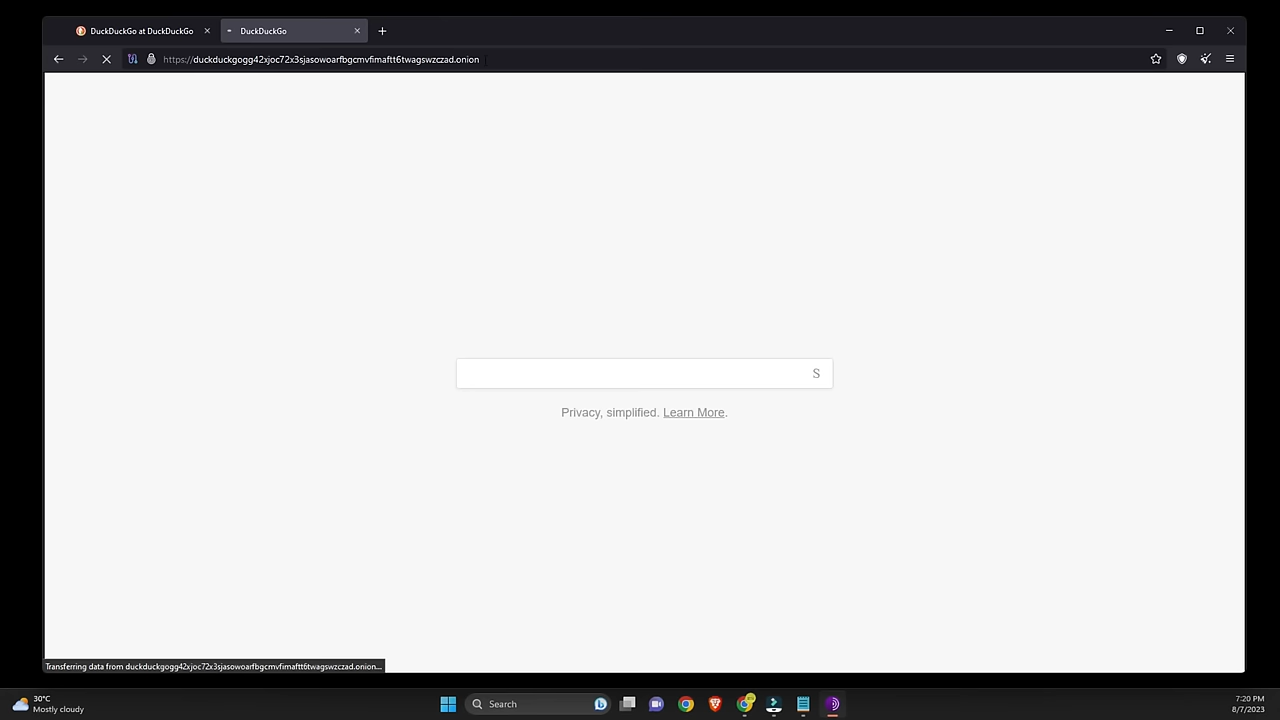 DuckDuckGo at DuckDuckGo
DuckDuckGo
https://duckduckgogg42xjoc72x3sjasowoarfbgcmvfimaftt6twagswzczad.onion
S
Privacy, simplified. Learn More.
Transferring data from duckduckgogg42xjoc72x3sjasowoarfbgcmvfimaftt6twagswzczad.onion...
30°C
Mostly cloudy
Search
7:20 PM
8/7/2023